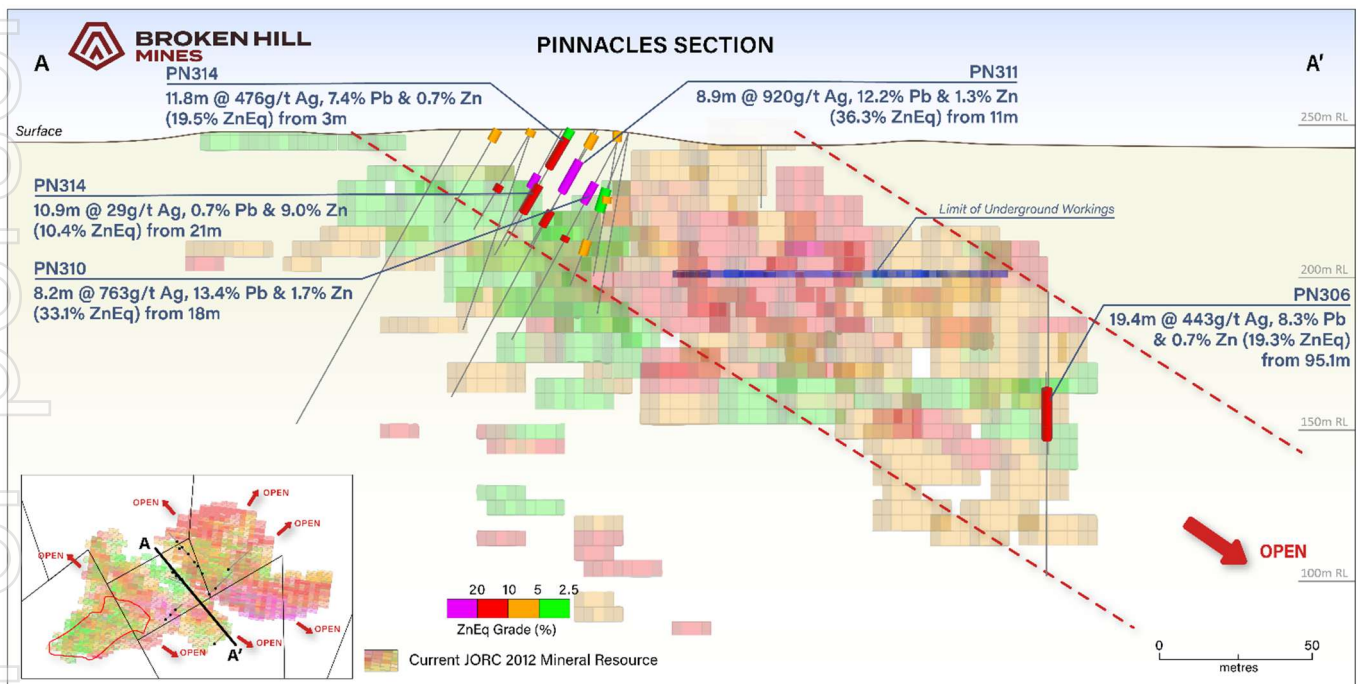 BROKEN HILL
MINES
PINNACLES SECTION
A
A'
PN314
11.8m @ 476g/t Ag, 7.4% Pb & 0.7% Zn
(19.5% ZnEq) from 3m
PN311
8.9m @ 920g/t Ag, 12.2% Pb & 1.3% Zn
(36.3% ZnEq) from 11m
Surface
250m RL
PN314
10.9m @ 29g/t Ag, 0.7% Pb & 9.0% Zn
(10.4% ZnEq) from 21m
Limit of Underground Workings
PN310
8.2m @ 763g/t Ag, 13.4% Pb & 1.7% Zn
(33.1% ZnEq) from 18m
200m RL
PN306
19.4m @ 443g/t Ag, 8.3% Pb
& 0.7% Zn (19.3% ZnEq)
from 95.1m
150m RL
OPEN
100m RL
OPEN
OPEN
OPEN
OPEN
A
OPEN
OPEN
OPEN
A'
20 10 5 2.5
ZnEq Grade (%)
Current JORC 2012 Mineral Resource
0 50
metres